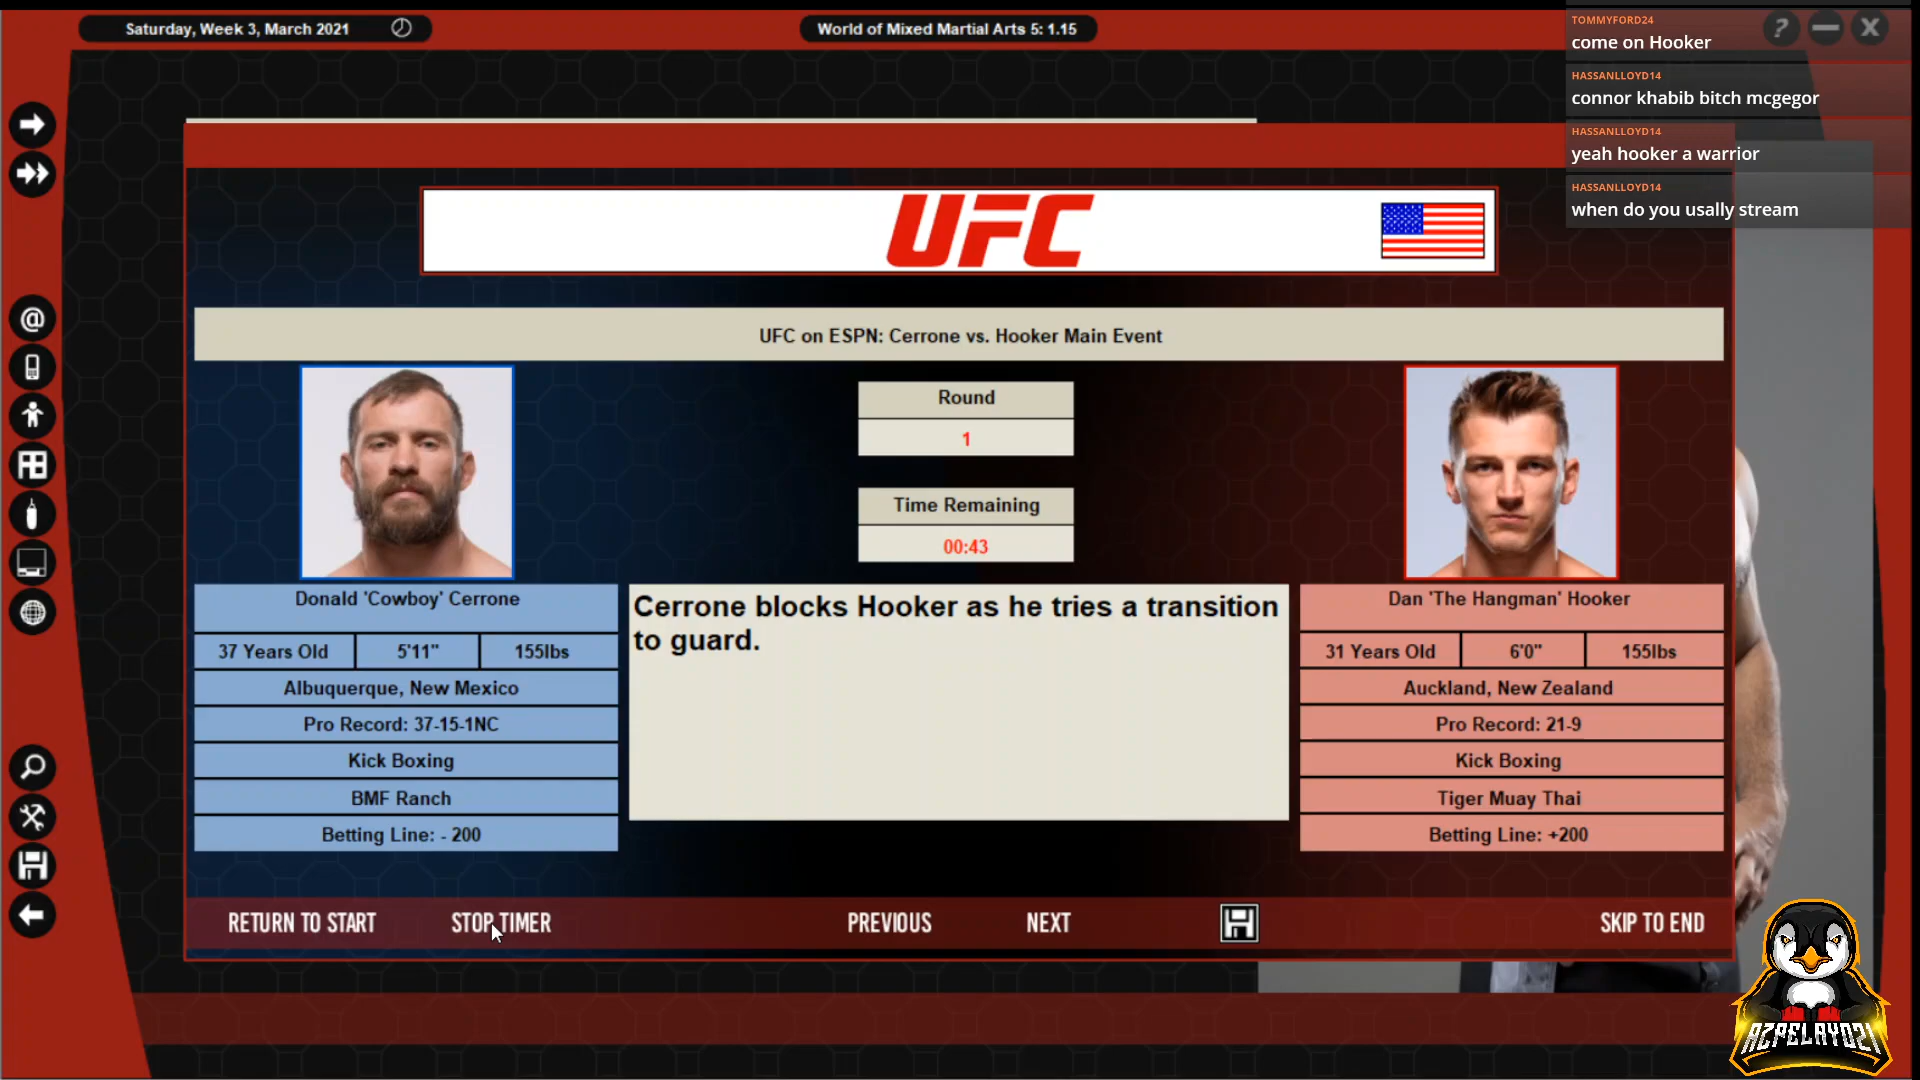 Saturday, Week 3, March 2021
World of Mixed Martial Arts 5: 1.15
?
X
TOMMYFORD24
come on Hooker
HASSANLLOYD14
connor khabib bitch mcgegor
HASSANLLOYD14
yeah hooker a warrior
HASSANLLOYD14
when do you usally stream
@
UFC
UFC on ESPN: Cerrone vs. Hooker Main Event
Round
1
Time Remaining
00:43
Donald 'Cowboy' Cerrone
37 Years Old
5'11"
155lbs
Albuquerque, New Mexico
Pro Record: 37-15-1NC
Kick Boxing
BMF Ranch
Betting Line: - 200
Cerrone blocks Hooker as he tries a transition
to guard.
Dan 'The Hangman' Hooker
31 Years Old
6'0"
155lbs
Auckland, New Zealand
Pro Record: 21-9
Kick Boxing
Tiger Muay Thai
Betting Line: +200
RETURN TO START
STOP TIMER
PREVIOUS
NEXT
SKIP TO END
AZPELAYO21